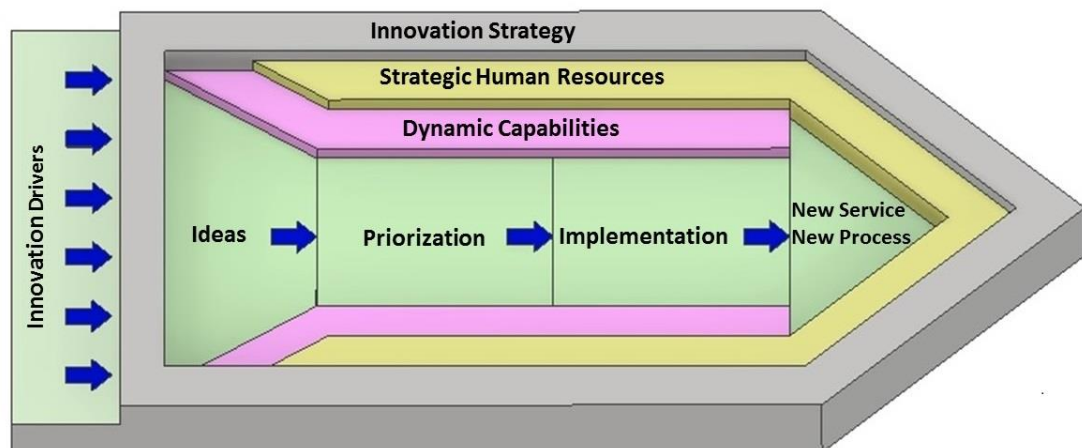 Innovation Strategy
Strategic Human Resources
Dynamic Capabilities
Innovation Drivers
Ideas
Priorization
Implementation
New Service
New Process